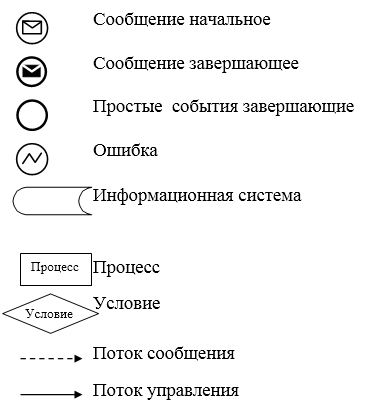 Сообщение начальное
Сообщение завершающее
Простые события завершающие
Ошибка
Информационная система
Процесс Процесс
Условие Условие
Поток сообщения
Поток управления